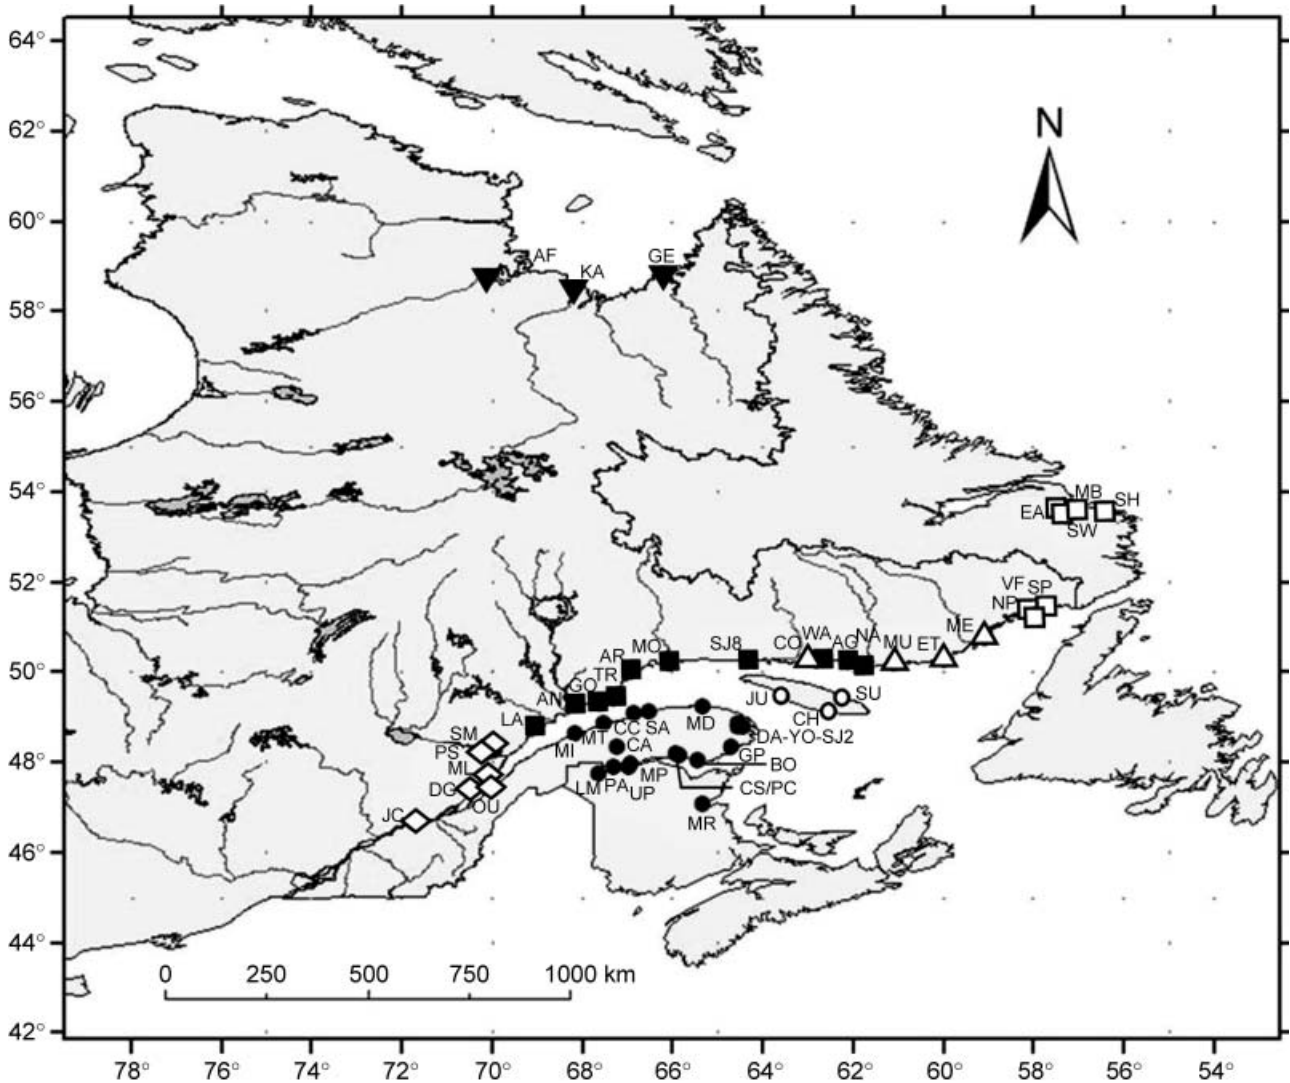 64°
62°
N
60°
AF
GE
KA
58°
56°
54°
MB
SH
EA
SW
52°
VF SP
NP
ME
WA
NA
CO
AG
MU
ET
SJ8
MO
50°
AR
TR
GO
AN
JU
SU
CH
LA
SM
CC
SA
MD
MT
DA-YO-SJ2
PS
MI
CA
GP
48°
ML
MP
BO
DG
LM
PA
UP
CS/PC
OU
JC
MR
46°
44°
0 250 500 750 1000 km
42°
78° 76° 74° 72° 70° 68° 66° 64° 62° 60° 58° 56° 54°